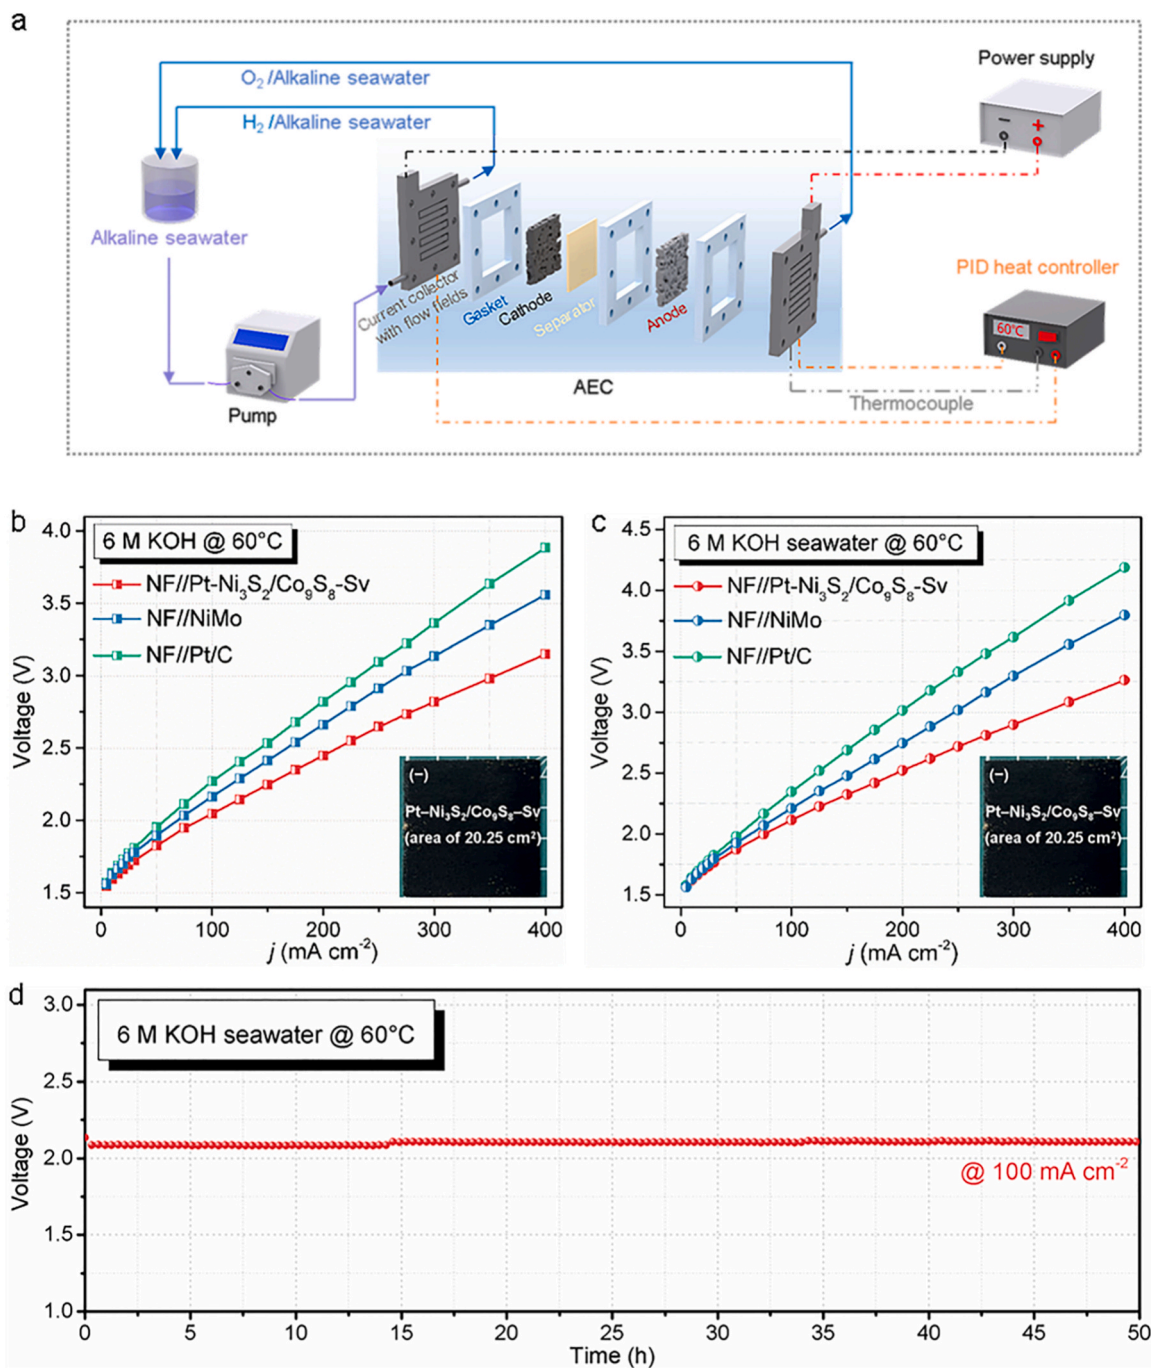 a
O₂ /Alkaline seawater
H₂ /Alkaline seawater
Power supply
− +
Alkaline seawater
PID heat controller
60℃
Current collector
with flow fields
Gasket
Cathode
Separator
Anode
AEC
Thermocouple
Pump
b
6 M KOH @ 60°C
NF//Pt-Ni₃S₂/Co₉S₈-Sv
NF//NiMo
NF//Pt/C
4.0
3.5
3.0
2.5
2.0
1.5
Voltage (V)
(−)
Pt–Ni₃S₂/Co₉S₈–Sv
(area of 20.25 cm²)
0 100 200 300 400
j (mA cm⁻²)
c
6 M KOH seawater @ 60°C
NF//Pt-Ni₃S₂/Co₉S₈-Sv
NF//NiMo
NF//Pt/C
4.5
4.0
3.5
3.0
2.5
2.0
1.5
Voltage (V)
(−)
Pt–Ni₃S₂/Co₉S₈–Sv
(area of 20.25 cm²)
0 100 200 300 400
j (mA cm⁻²)
d
6 M KOH seawater @ 60°C
3.0
2.5
2.0
1.5
1.0
Voltage (V)
@ 100 mA cm⁻²
0 5 10 15 20 25 30 35 40 45 50
Time (h)